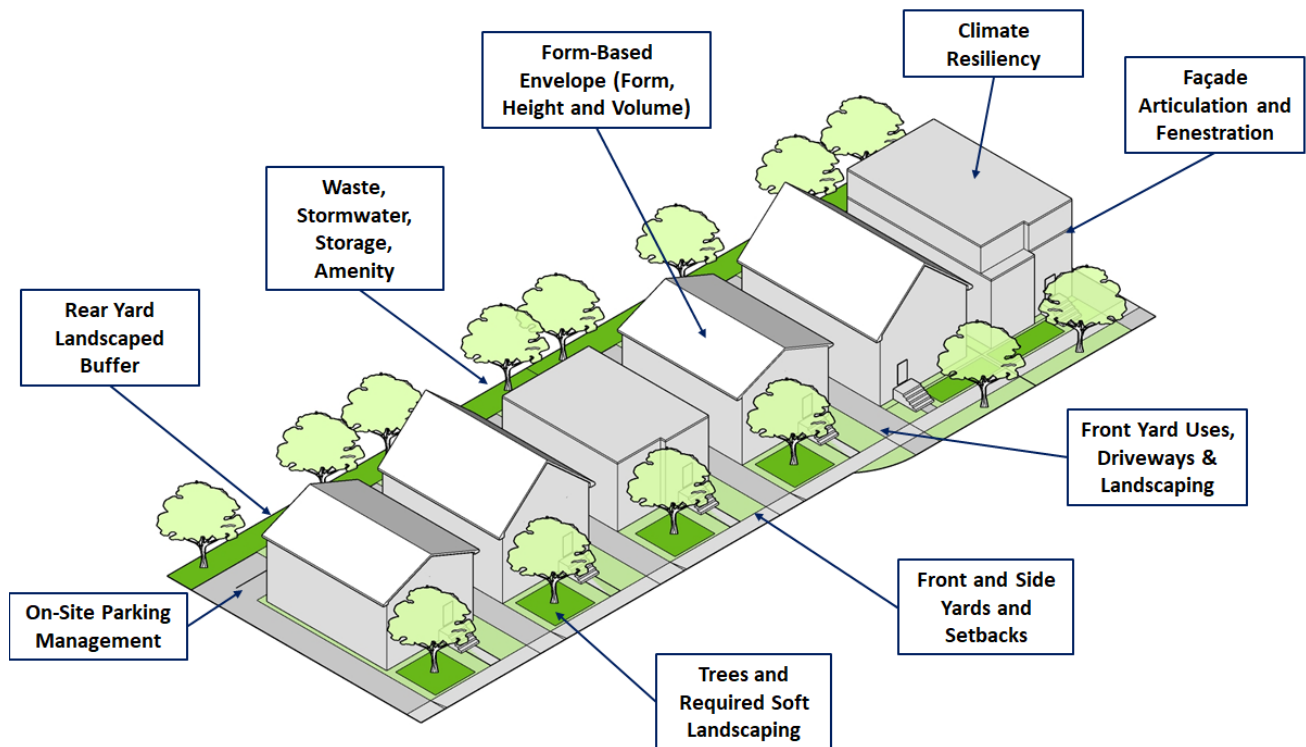 Climate
Resiliency
Form-Based
Envelope (Form,
Height and Volume)
Façade
Articulation and
Fenestration
Waste,
Stormwater,
Storage,
Amenity
Rear Yard
Landscaped
Buffer
Front Yard Uses,
Driveways &
Landscaping
On-Site Parking
Management
Front and Side
Yards and
Setbacks
Trees and
Required Soft
Landscaping